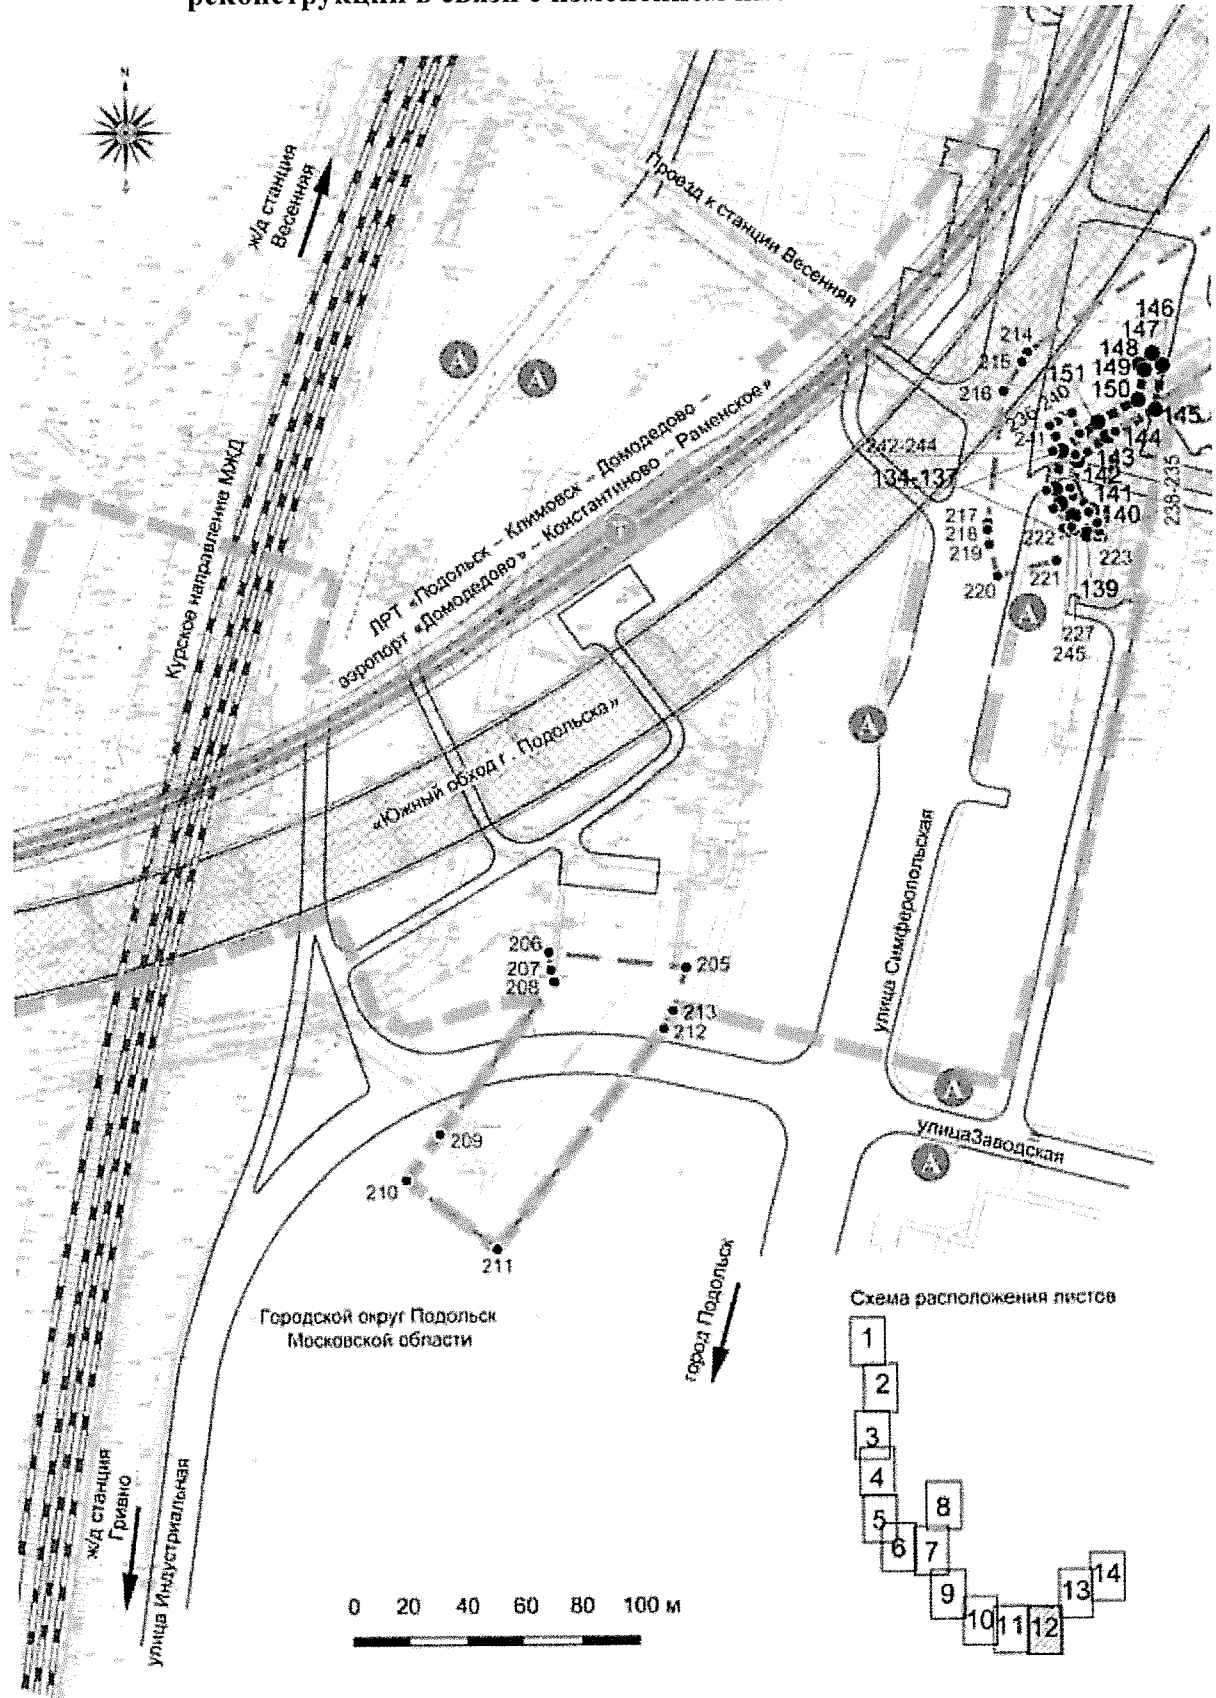 реконструкции в связи с изменением
ж/д станция
Весенняя
Проезд к станции Весенняя
Курское направление МЖД
ЛРТ «Подольск – Климовск – Домодедово –
аэропорт «Домодедово» – Константиново – Раменское»
Т
«Южный обход г. Подольска»
А
А
А
А
А
А
146
147
148
149
150
151
145
144
143
142
141
140
214
215
216
240
241
242-244
134-137
238-235
217
218
219
220
221
222
223
139
227
245
улица Симферопольская
206
207
208
205
213
212
209
210
211
улицаЗаводская
Городской округ Подольск
Московской области
город Подольск
ж/д станция
Гривно
улица Индустриальная
Схема расположения листов
1
2
3
4
5
6
7
8
9
10
11
12
13
14
0 20 40 60 80 100 м